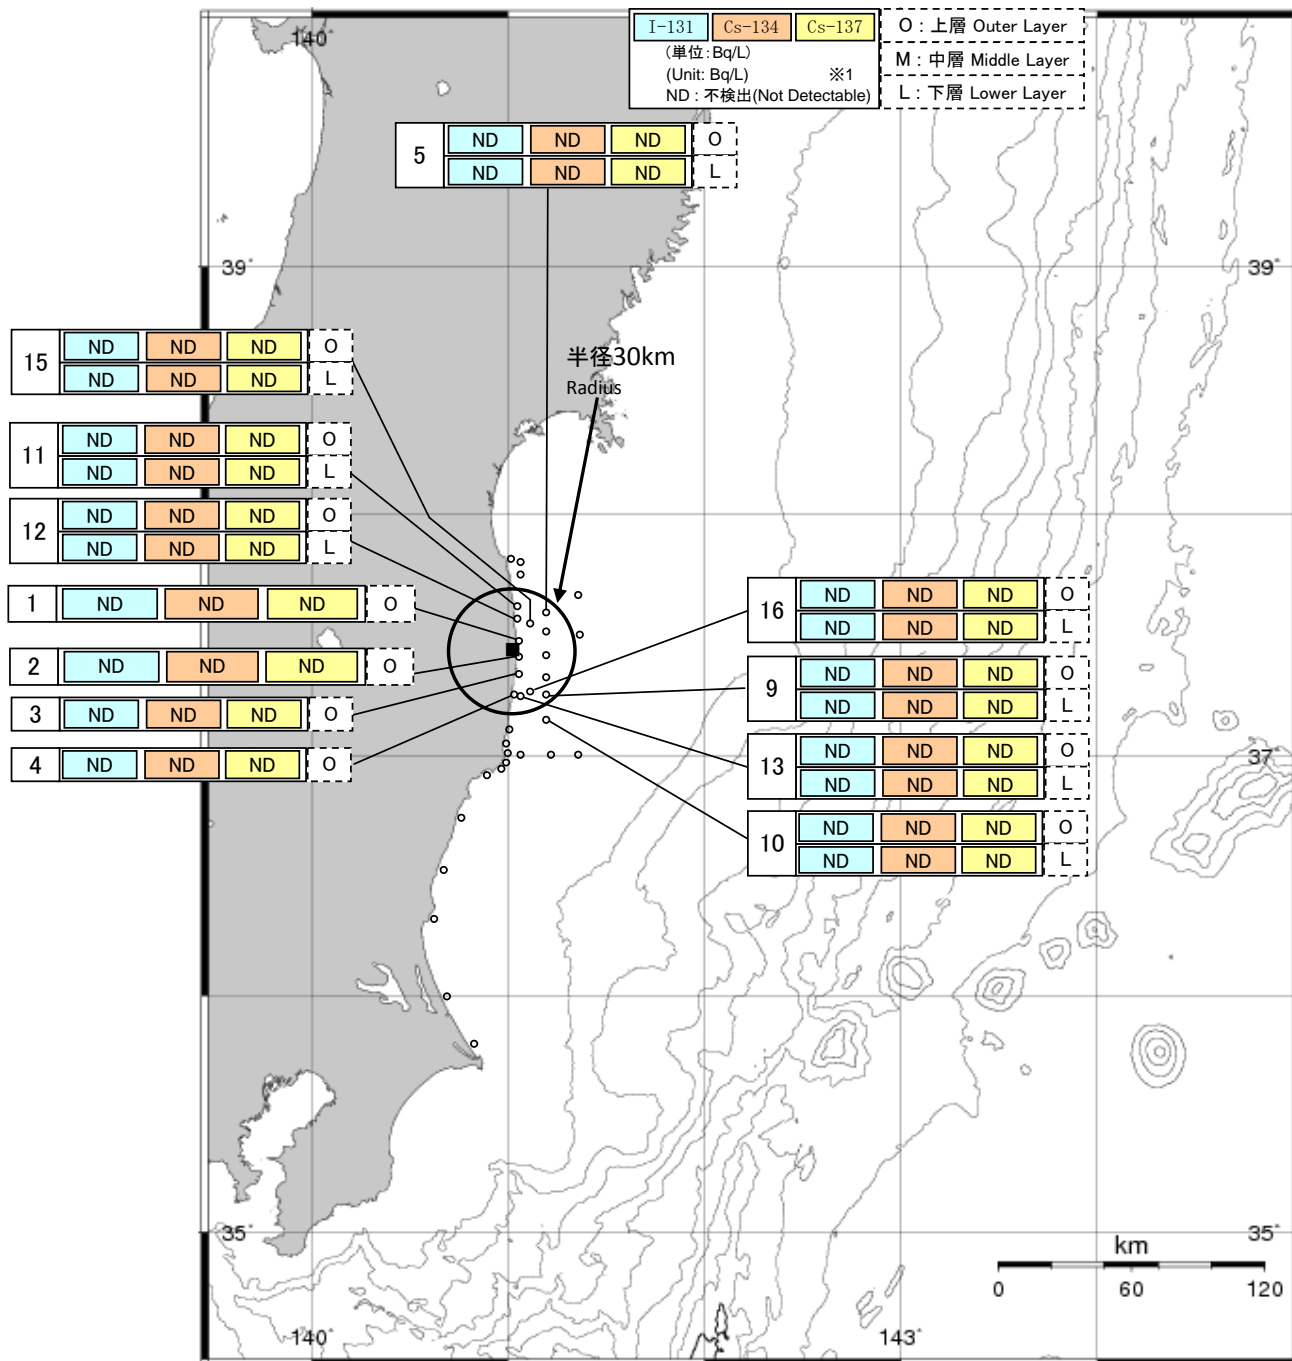 140°
I-131 Cs-134 Cs-137
(単位:Bq/L)
(Unit: Bq/L) ※1
ND : 不検出(Not Detectable)
O : 上層 Outer Layer
M : 中層 Middle Layer
L : 下層 Lower Layer
5
ND ND ND O
ND ND ND L
39° 39°
半径30km
Radius
15
ND ND ND O
ND ND ND L
11
ND ND ND O
ND ND ND L
12
ND ND ND O
ND ND ND L
1 ND ND ND O
2 ND ND ND O
3 ND ND ND O
4 ND ND ND O
16
ND ND ND O
ND ND ND L
9
ND ND ND O
ND ND ND L
37°
13
ND ND ND O
ND ND ND L
10
ND ND ND O
ND ND ND L
35° 35°
km
0 60 120
140° 143°